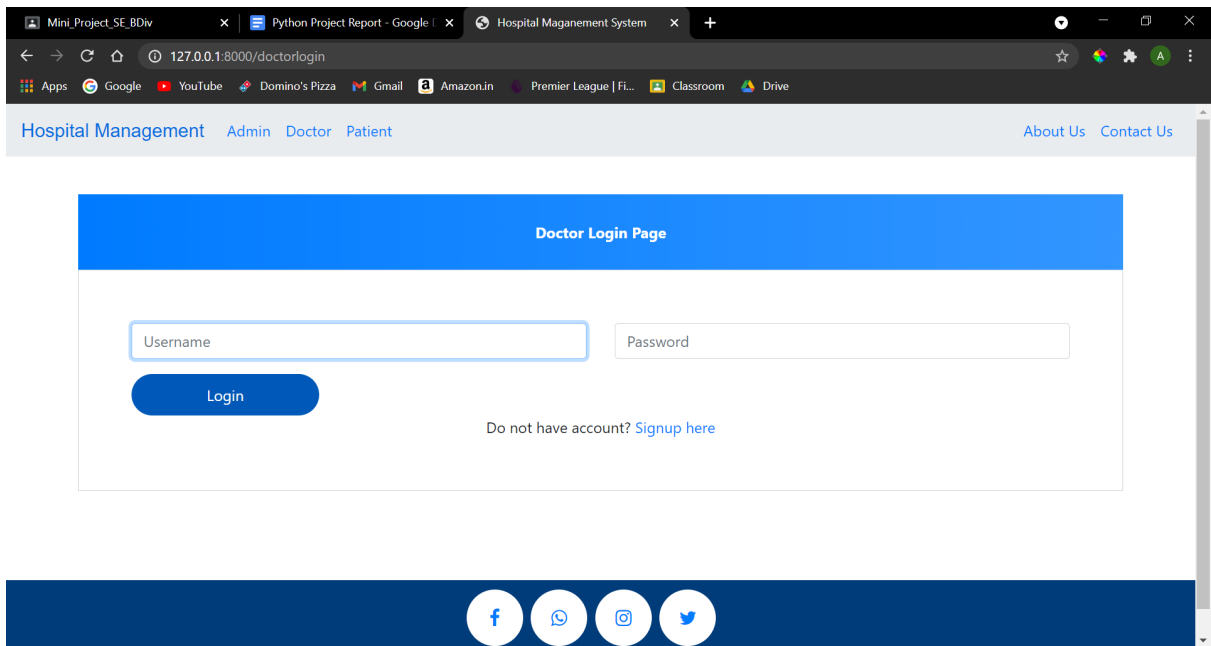 Mini_Project_SE_BDiv Python Project Report - Google Hospital Maganement System
127.0.0.1:8000/doctorlogin A
Apps Google YouTube Domino's Pizza Gmail a Amazon.in Premier League | Fi... Classroom Drive
Hospital Management Admin Doctor Patient About Us Contact Us
Doctor Login Page
Username Password
Login
Do not have account? Signup here